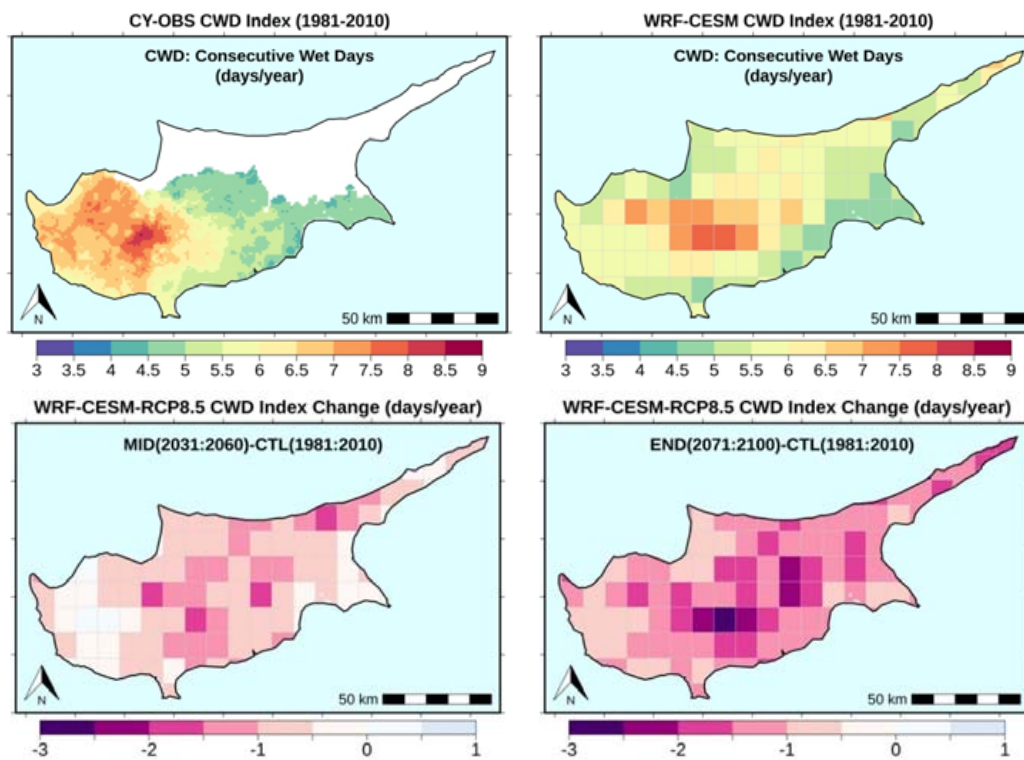 CY-OBS CWD Index (1981-2010)
CWD: Consecutive Wet Days
(days/year)
N
50 km
3 3.5 4 4.5 5 5.5 6 6.5 7 7.5 8 8.5 9
WRF-CESM CWD Index (1981-2010)
CWD: Consecutive Wet Days
(days/year)
N
50 km
3 3.5 4 4.5 5 5.5 6 6.5 7 7.5 8 8.5 9
WRF-CESM-RCP8.5 CWD Index Change (days/year)
MID(2031:2060)-CTL(1981:2010)
N
50 km
-3 -2 -1 0 1
WRF-CESM-RCP8.5 CWD Index Change (days/year)
END(2071:2100)-CTL(1981:2010)
N
50 km
-3 -2 -1 0 1